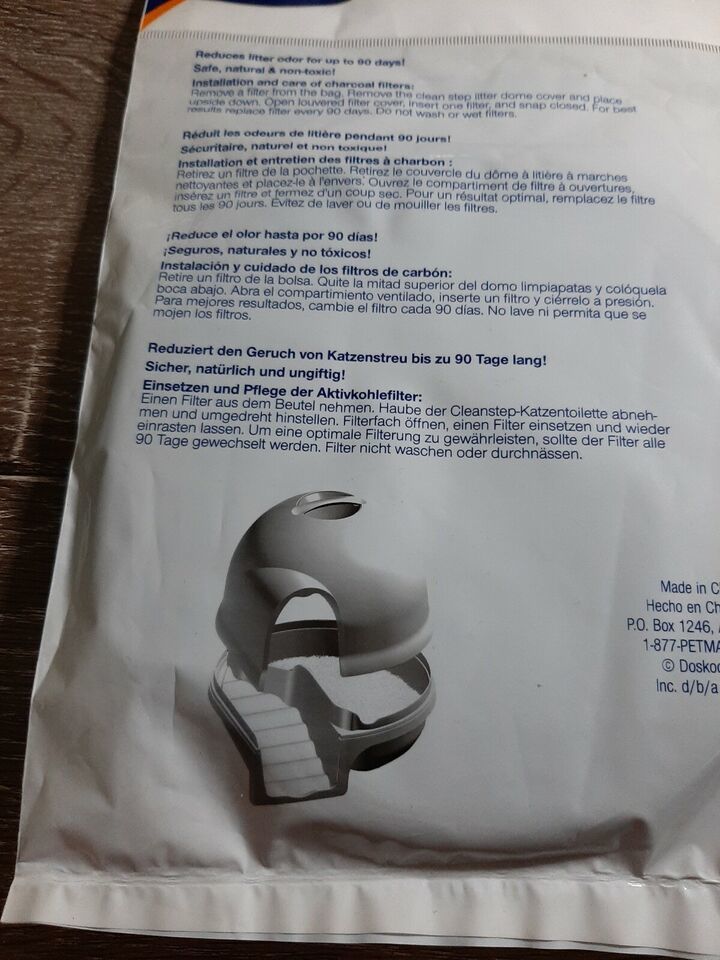 Reduces litter odor for up to 90 days!
Safe, natural & non-toxic!
Installation and care of charcoal filters:
Remove a filter from the bag. Remove the clean step litter dome cover and place
upside down. Open louvered filter cover, insert one filter, and snap closed. For best
results replace filter every 90 days. Do not wash or wet filters.
Réduit les odeurs de litière pendant 90 jours!
Sécuritaire, naturel et non toxique!
Installation et entretien des filtres à charbon :
Retirez un filtre de la pochette. Retirez le couvercle du dôme à litière à marches
nettoyantes et placez-le à l'envers. Ouvrez le compartiment de filtre à ouvertures,
insérez un filtre et fermez d'un coup sec. Pour un résultat optimal, remplacez le filtre
tous les 90 jours. Évitez de laver ou de mouiller les filtres.
¡Reduce el olor hasta por 90 días!
¡Seguros, naturales y no tóxicos!
Instalación y cuidado de los filtros de carbón:
Retire un filtro de la bolsa. Quite la mitad superior del domo limpiapatas y colóquela
boca abajo. Abra el compartimiento ventilado, inserte un filtro y ciérrelo a presión.
Para mejores resultados, cambie el filtro cada 90 días. No lave ni permita que se
mojen los filtros.
Reduziert den Geruch von Katzenstreu bis zu 90 Tage lang!
Sicher, natürlich und ungiftig!
Einsetzen und Pflege der Aktivkohlefilter:
Einen Filter aus dem Beutel nehmen. Haube der Cleanstep-Katzentoilette abneh-
men und umgedreht hinstellen. Filterfach öffnen, einen Filter einsetzen und wieder
einrasten lassen. Um eine optimale Filterung zu gewährleisten, sollte der Filter alle
90 Tage gewechselt werden. Filter nicht waschen oder durchnässen.
Made in C
Hecho en Ch
P.O. Box 1246,
1-877-PETMA
© Doskoc
Inc. d/b/a